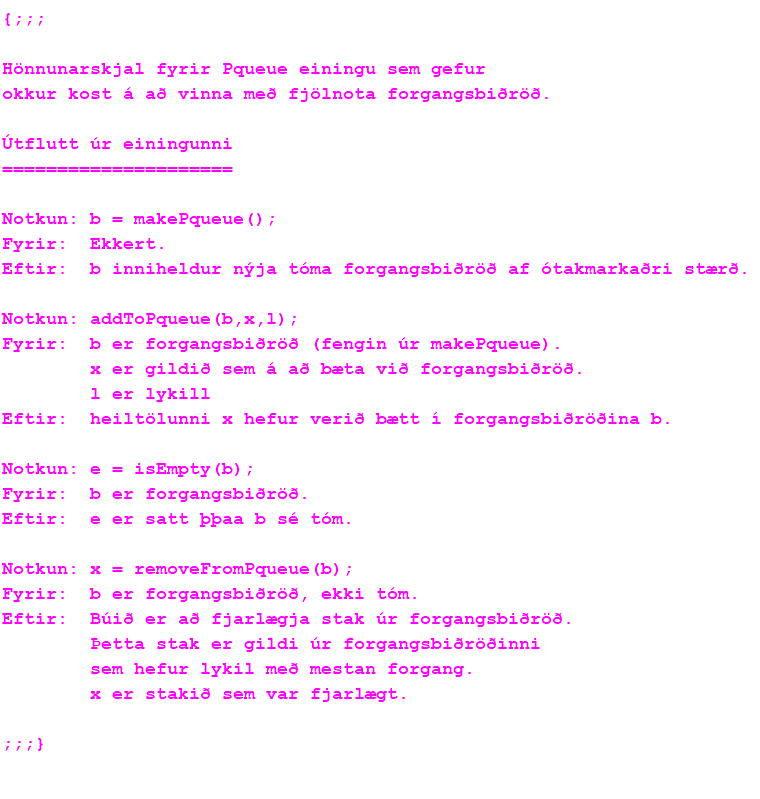 {;;;
Hönnunarskjal fyrir Pqueue einingu sem gefur
okkur kost á að vinna með fjölnota forgangsbiðröð.
Útflutt úr einingunni
=====================
Notkun: b = makePqueue();
Fyrir:  Ekkert.
Eftir:  b inniheldur nýja tóma forgangsbiðröð af ótakmarkaðri stærð.
Notkun: addToPqueue(b,x,l);
Fyrir:  b er forgangsbiðröð (fengin úr makePqueue).
        x er gildið sem á að bæta við forgangsbiðröð.
        l er lykill
Eftir:  heiltölunni x hefur verið bætt í forgangsbiðröðina b.
Notkun: e = isEmpty(b);
Fyrir:  b er forgangsbiðröð.
Eftir:  e er satt þþaa b sé tóm.
Notkun: x = removeFromPqueue(b);
Fyrir:  b er forgangsbiðröð, ekki tóm.
Eftir:  Búið er að fjarlægja stak úr forgangsbiðröð.
        Þetta stak er gildi úr forgangsbiðröðinni
        sem hefur lykil með mestan forgang.
        x er stakið sem var fjarlægt.
;;;}